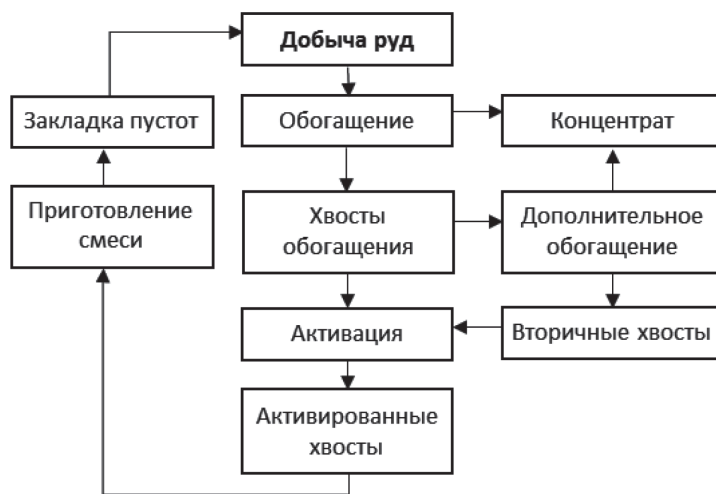 Добыча руд
Закладка пустот
Обогащение
Концентрат
Приготовление
смеси
Хвосты
обогащения
Дополнительное
обогащение
Активация
Вторичные хвосты
Активированные
хвосты